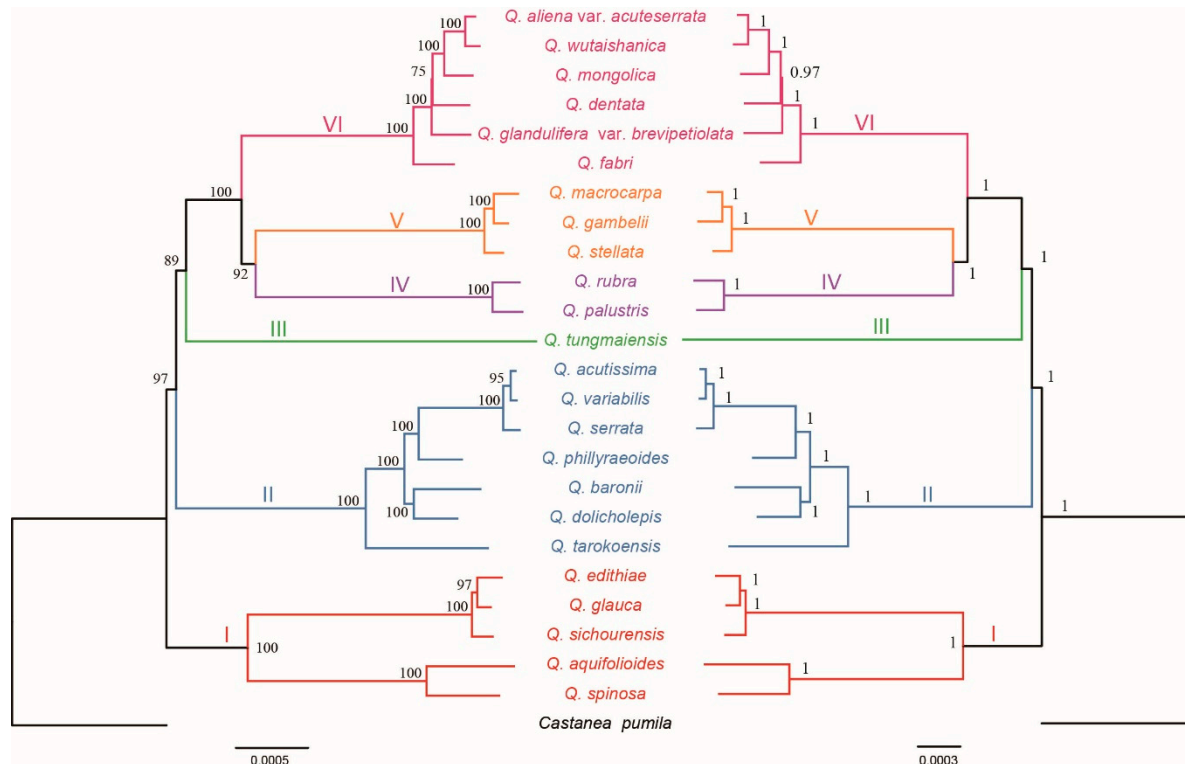 100 Q. aliena var. acuteserrata 1
100 Q. wutaishanica 1
75 Q. mongolica 0.97
100 Q. dentata 1
VI 100 Q. glandulifera var. brevipetiolata 1 VI
Q. fabri
100 Q. macrocarpa 1 1
100 V 100 Q. gambelii 1 V
Q. stellata
89 92 1 1
IV 100 Q. rubra 1 IV
Q. palustris
III Q. tungmaiensis III
97 95 Q. acutissima 1 1
100 Q. variabilis 1
100 Q. serrata 1
100 Q. phillyraeoides 1
II 100 Q. baronii 1 II
100 Q. dolicholepis 1 1
Q. tarokoensis
97 Q. edithiae 1
100 Q. glauca 1
I 100 Q. sichourensis 1 I
100 Q. aquifolioides 1
Q. spinosa
Castanea pumila
0.0005 0.0003